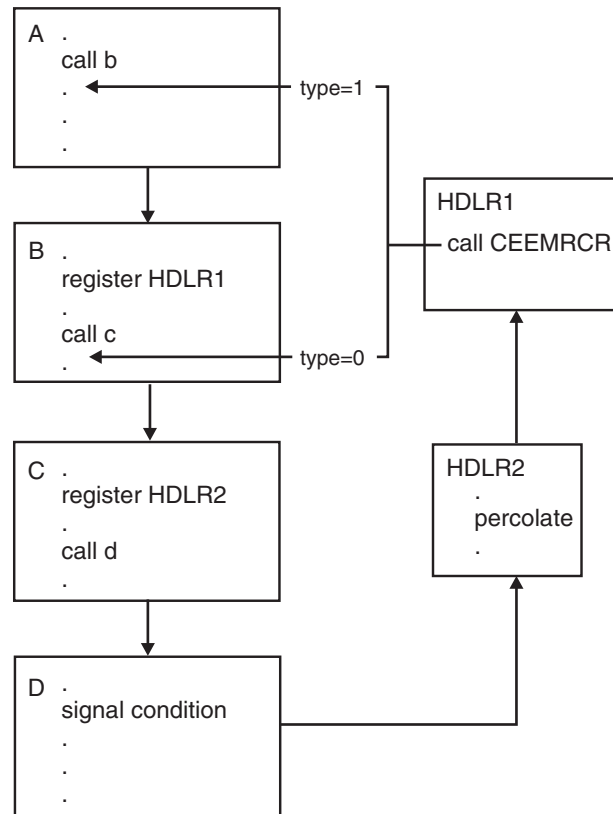 A .
call b
.
.
.
type=1
B .
register HDLR1
.
call c
.
type=0
C .
register HDLR2
.
call d
.
D .
signal condition
.
.
.
HDLR1
call CEEMRCR
HDLR2
.
percolate
.